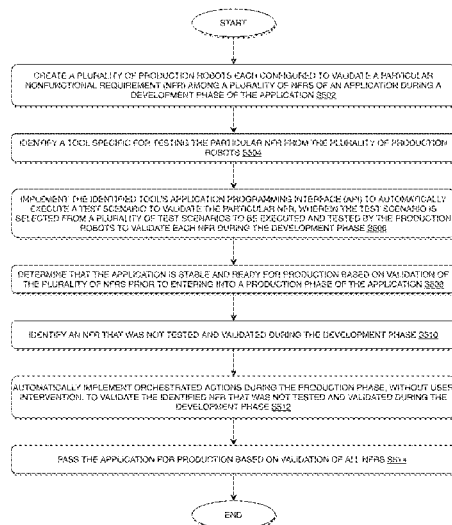 START
CREATE A PLURALITY OF PRODUCTION ROBOTS EACH CONFIGURED TO VALIDATE A PARTICULAR
NONFUNCTIONAL REQUIREMENT (NFR) AMONG A PLURALITY OF NFRS OF AN APPLICATION DURING A
DEVELOPMENT PHASE OF THE APPLICATION S502
IDENTIFY A TOOL SPECIFIC FOR TESTING THE PARTICULAR NFR FROM THE PLURALITY OF PRODUCTION
ROBOTS S504
IMPLEMENT THE IDENTIFIED TOOL'S APPLICATION PROGRAMMING INTERFACE (API) TO AUTOMATICALLY
EXECUTE A TEST SCENARIO TO VALIDATE THE PARTICULAR NFR, WHEREIN THE TEST SCENARIO IS
SELECTED FROM A PLURALITY OF TEST SCENARIOS TO BE EXECUTED AND TESTED BY THE PRODUCTION
ROBOTS TO VALIDATE EACH NFR DURING THE DEVELOPMENT PHASE S506
DETERMINE THAT THE APPLICATION IS STABLE AND READY FOR PRODUCTION BASED ON VALIDATION OF
THE PLURALITY OF NFRS PRIOR TO ENTERING INTO A PRODUCTION PHASE OF THE APPLICATION S508
IDENTIFY AN NFR THAT WAS NOT TESTED AND VALIDATED DURING THE DEVELOPMENT PHASE S510
AUTOMATICALLY IMPLEMENT ORCHESTRATED ACTIONS DURING THE PRODUCTION PHASE, WITHOUT USER
INTERVENTION, TO VALIDATE THE IDENTIFIED NFR THAT WAS NOT TESTED AND VALIDATED DURING THE
DEVELOPMENT PHASE S512
PASS THE APPLICATION FOR PRODUCTION BASED ON VALIDATION OF ALL NFRS S514
END